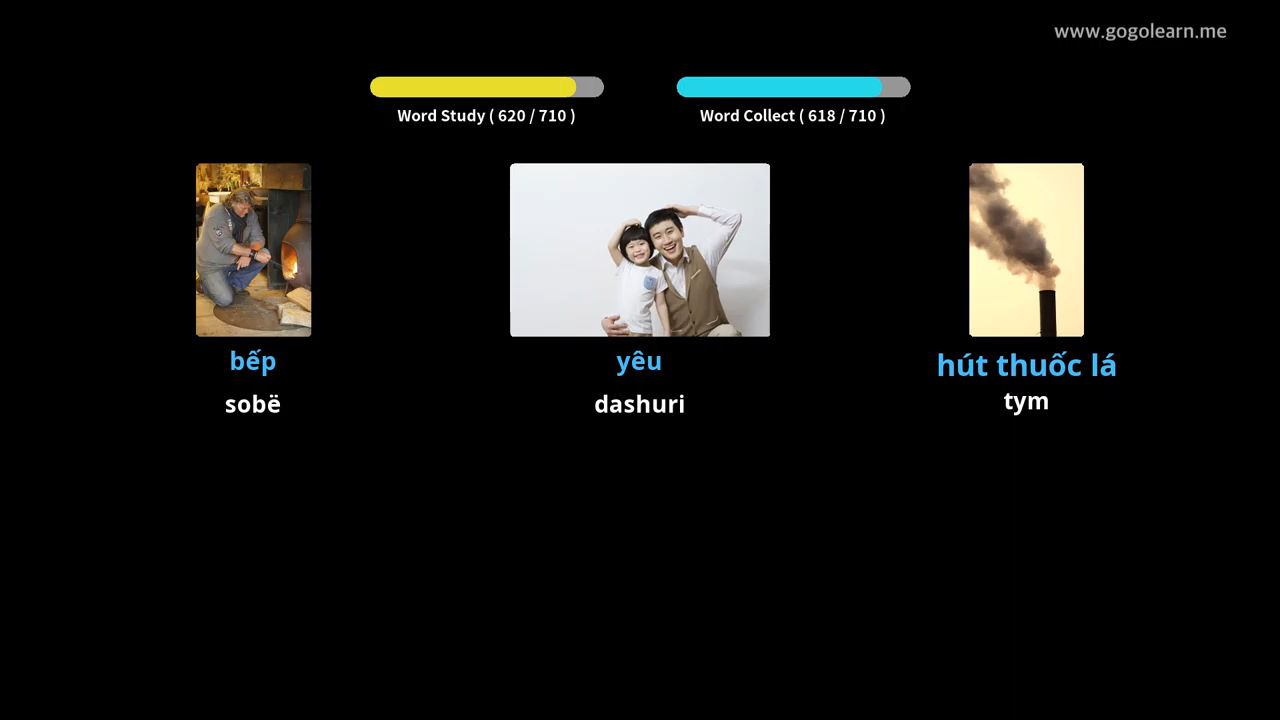 www.gogolearn.me
Word Study ( 620 / 710 )
Word Collect ( 618 / 710 )
bếp
sobë
yêu
dashuri
hút thuốc lá
tym